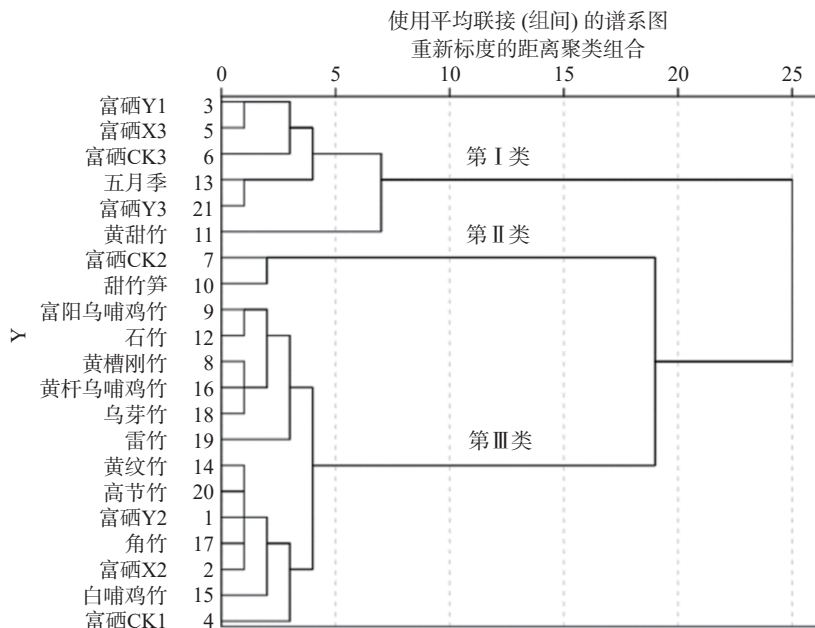 使用平均联接 (组间) 的谱系图
重新标度的距离聚类组合
0 5 10 15 20 25
富硒Y1 3
富硒X3 5
富硒CK3 6
第Ⅰ类
五月季 13
富硒Y3 21
黄甜竹 11
第Ⅱ类
富硒CK2 7
甜竹笋 10
富阳乌哺鸡竹 9
石竹 12
Y
黄槽刚竹 8
黄杆乌哺鸡竹 16
乌芽竹 18
雷竹 19
第Ⅲ类
黄纹竹 14
高节竹 20
富硒Y2 1
角竹 17
富硒X2 2
白哺鸡竹 15
富硒CK1 4